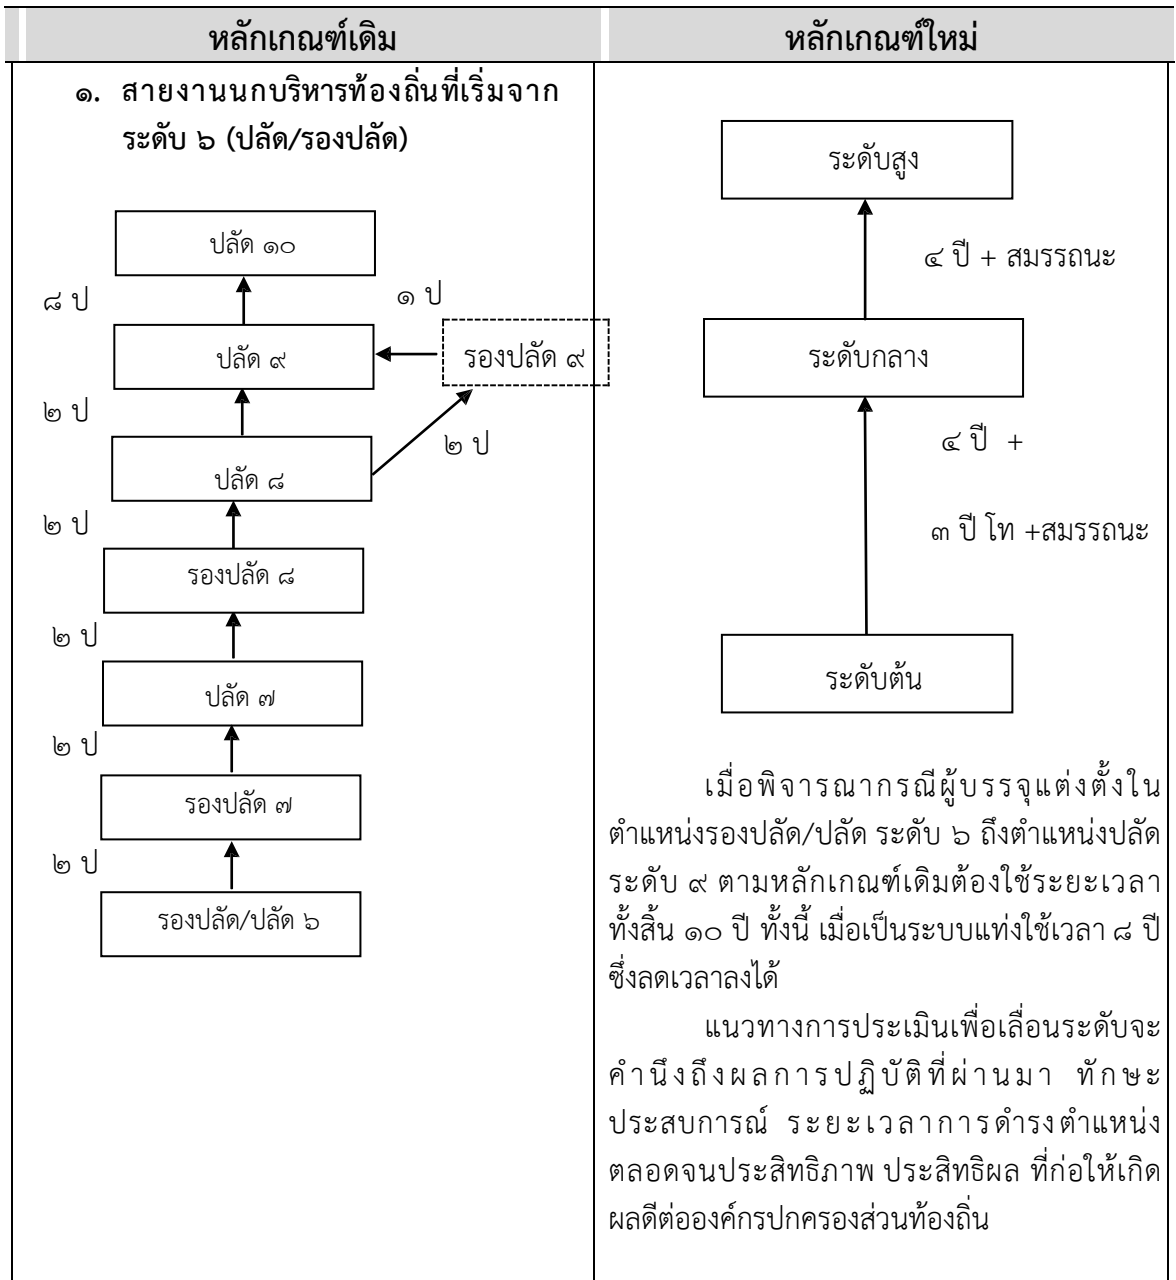 หลักเกณฑ์เดิม
หลักเกณฑ์ใหม่
๑. สายงานนกบริหารท้องถิ่นที่เริ่มจาก
ระดับ ๖ (ปลัด/รองปลัด)
ปลัด ๑๐
๘ ป
๑ ป
ปลัด ๙
รองปลัด ๙
๒ ป
๒ ป
ปลัด ๘
๒ ป
รองปลัด ๘
๒ ป
ปลัด ๗
๒ ป
รองปลัด ๗
๒ ป
รองปลัด/ปลัด ๖
ระดับสูง
๔ ปี + สมรรถนะ
ระดับกลาง
๔ ปี +
๓ ปี โท +สมรรถนะ
ระดับต้น
เมื่อพิจารณากรณีผู้บรรจุแต่งตั้งใน
ตำแหน่งรองปลัด/ปลัด ระดับ ๖ ถึงตำแหน่งปลัด
ระดับ ๙ ตามหลักเกณฑ์เดิมต้องใช้ระยะเวลา
ทั้งสิ้น ๑๐ ปี ทั้งนี้ เมื่อเป็นระบบแท่งใช้เวลา ๘ ปี
ซึ่งลดเวลาลงได้
แนวทางการประเมินเพื่อเลื่อนระดับจะ
คำนึงถึงผลการปฏิบัติที่ผ่านมา ทักษะ
ประสบการณ์ ระยะเวลาการดำรงตำแหน่ง
ตลอดจนประสิทธิภาพ ประสิทธิผล ที่ก่อให้เกิด
ผลดีต่อองค์กรปกครองส่วนท้องถิ่น